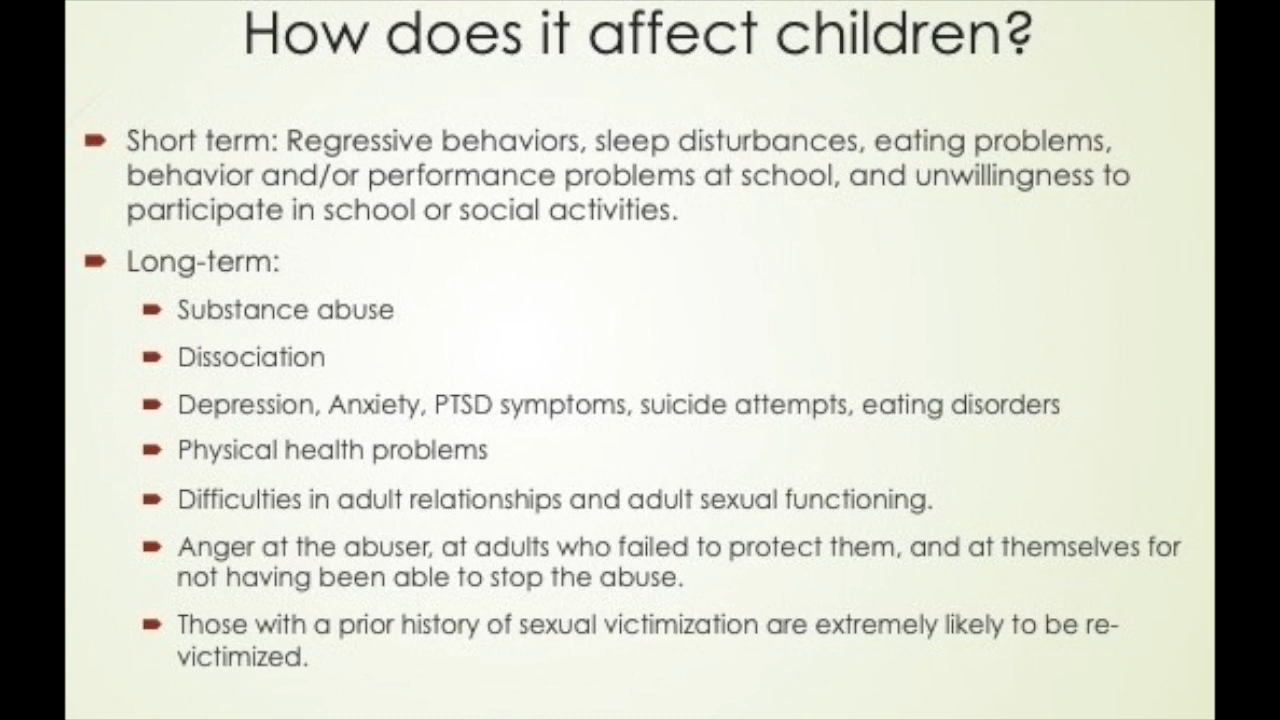 How does it affect children?
Short term: Regressive behaviors, sleep disturbances, eating problems,
behavior and/or performance problems at school, and unwillingness to
participate in school or social activities.
Long-term:
Substance abuse
Dissociation
Depression, Anxiety, PTSD symptoms, suicide attempts, eating disorders
Physical health problems
Difficulties in adult relationships and adult sexual functioning.
Anger at the abuser, at adults who failed to protect them, and at themselves for
not having been able to stop the abuse.
Those with a prior history of sexual victimization are extremely likely to be re-
victimized.